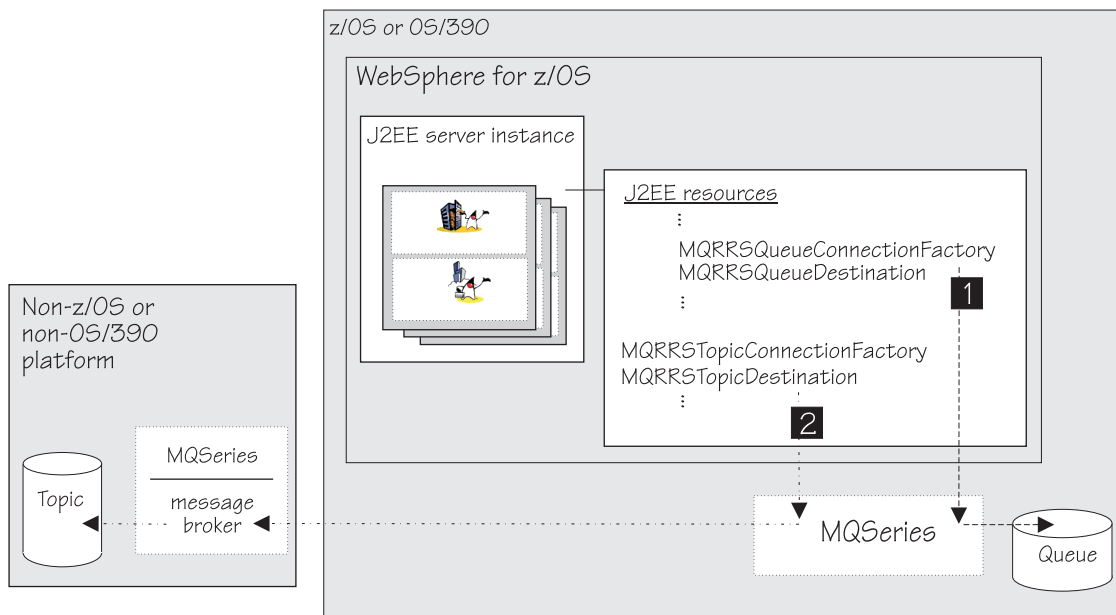 z/OS or OS/390
WebSphere for z/OS
J2EE server instance
J2EE resources
MQRRSQueueConnectionFactory
MQRRSQueueDestination
1
MQRRSTopicConnectionFactory
MQRRSTopicDestination
2
Non-z/OS or
non-OS/390
platform
MQSeries
message
broker
Topic
MQSeries
Queue